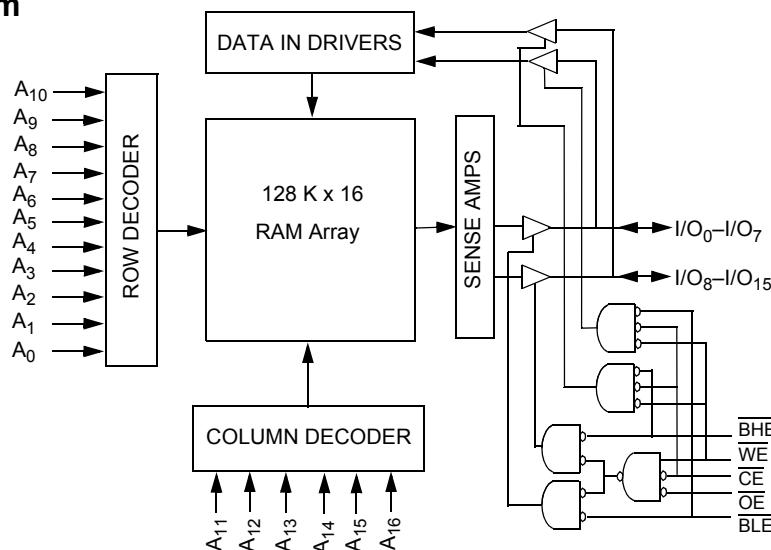 m
DATA IN DRIVERS
A10
A9
A8
A7
A6
A5
A4
A3
A2
A1
A0
ROW DECODER
128 K x 16
RAM Array
SENSE AMPS
I/O0–I/O7
I/O8–I/O15
COLUMN DECODER
A11
A12
A13
A14
A15
A16
BHE
WE
CE
OE
BLE